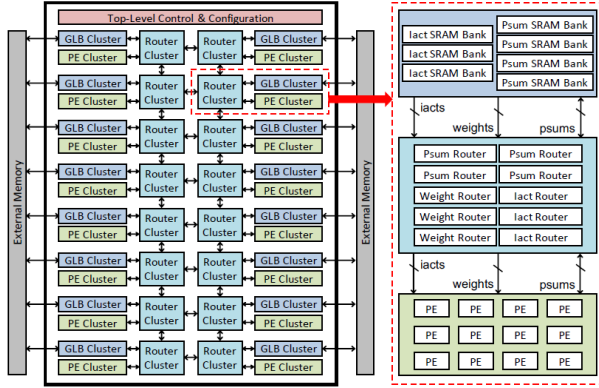 Top-Level Control & Configuration
External Memory
External Memory
GLB Cluster
PE Cluster
Router
Cluster
Router
Cluster
GLB Cluster
PE Cluster
GLB Cluster
PE Cluster
Router
Cluster
Router
Cluster
GLB Cluster
PE Cluster
GLB Cluster
PE Cluster
Router
Cluster
Router
Cluster
GLB Cluster
PE Cluster
GLB Cluster
PE Cluster
Router
Cluster
Router
Cluster
GLB Cluster
PE Cluster
GLB Cluster
PE Cluster
Router
Cluster
Router
Cluster
GLB Cluster
PE Cluster
GLB Cluster
PE Cluster
Router
Cluster
Router
Cluster
GLB Cluster
PE Cluster
GLB Cluster
PE Cluster
Router
Cluster
Router
Cluster
GLB Cluster
PE Cluster
GLB Cluster
PE Cluster
Router
Cluster
Router
Cluster
GLB Cluster
PE Cluster
Iact SRAM Bank
Iact SRAM Bank
Iact SRAM Bank
Psum SRAM Bank
Psum SRAM Bank
Psum SRAM Bank
Psum SRAM Bank
iacts
weights
psums
Psum Router Psum Router
Psum Router Psum Router
Weight Router Iact Router
Weight Router Iact Router
Weight Router Iact Router
iacts
weights
psums
PE PE PE PE
PE PE PE PE
PE PE PE PE